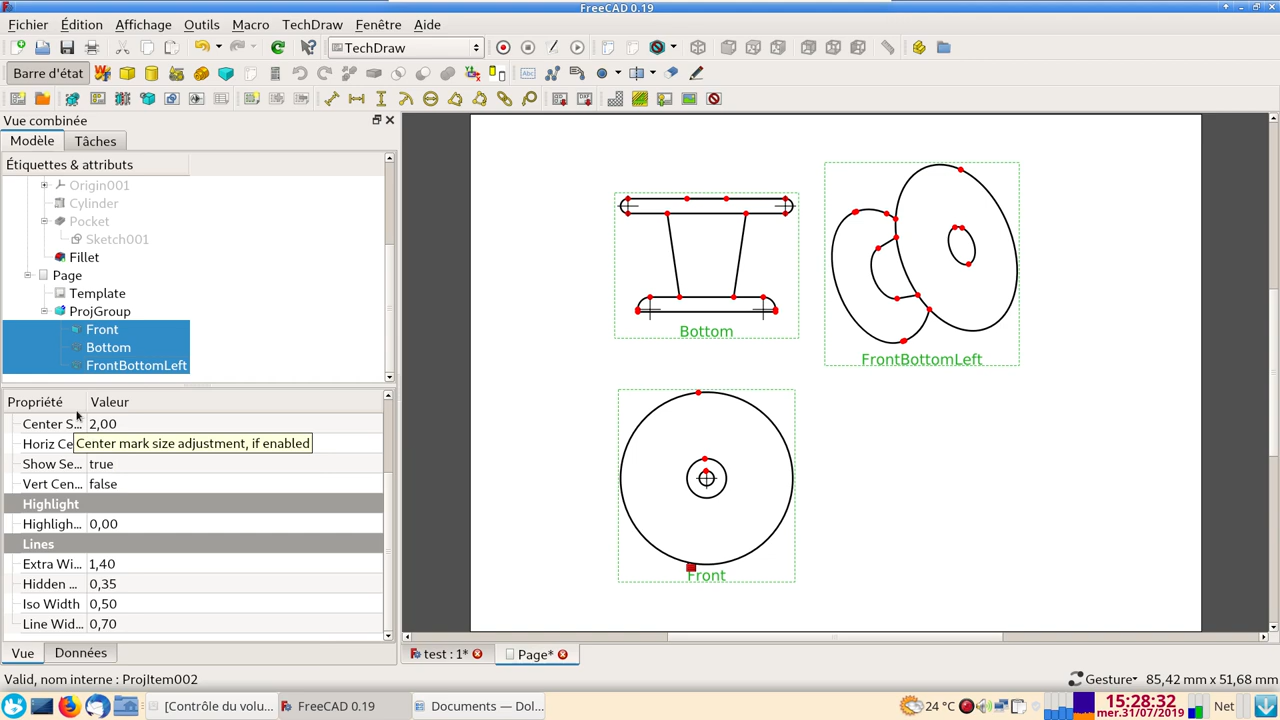 FreeCAD 0.19
Fichier Édition Affichage Outils Macro TechDraw Fenêtre Aide
TechDraw
Barre d'état
Vue combinée
Modèle Tâches
Étiquettes & attributs
Origin001
Cylinder
Pocket
Sketch001
Fillet
Page
Template
ProjGroup
Front
Bottom
FrontBottomLeft
Propriété Valeur
Center S... 2,00
Horiz Ce
Center mark size adjustment, if enabled
Show Se... true
Vert Cen... false
Highlight
Highligh... 0,00
Lines
Extra Wi... 1,40
Hidden ... 0,35
Iso Width 0,50
Line Wid... 0,70
Vue Données
Bottom
FrontBottomLeft
Front
test : 1* Page*
Valid, nom interne : ProjItem002
Gesture 85,42 mm x 51,68 mm
[Contrôle du volu... FreeCAD 0.19 Documents — Dol...
24 °C
15:28:32
mer.31/07/2019
Net